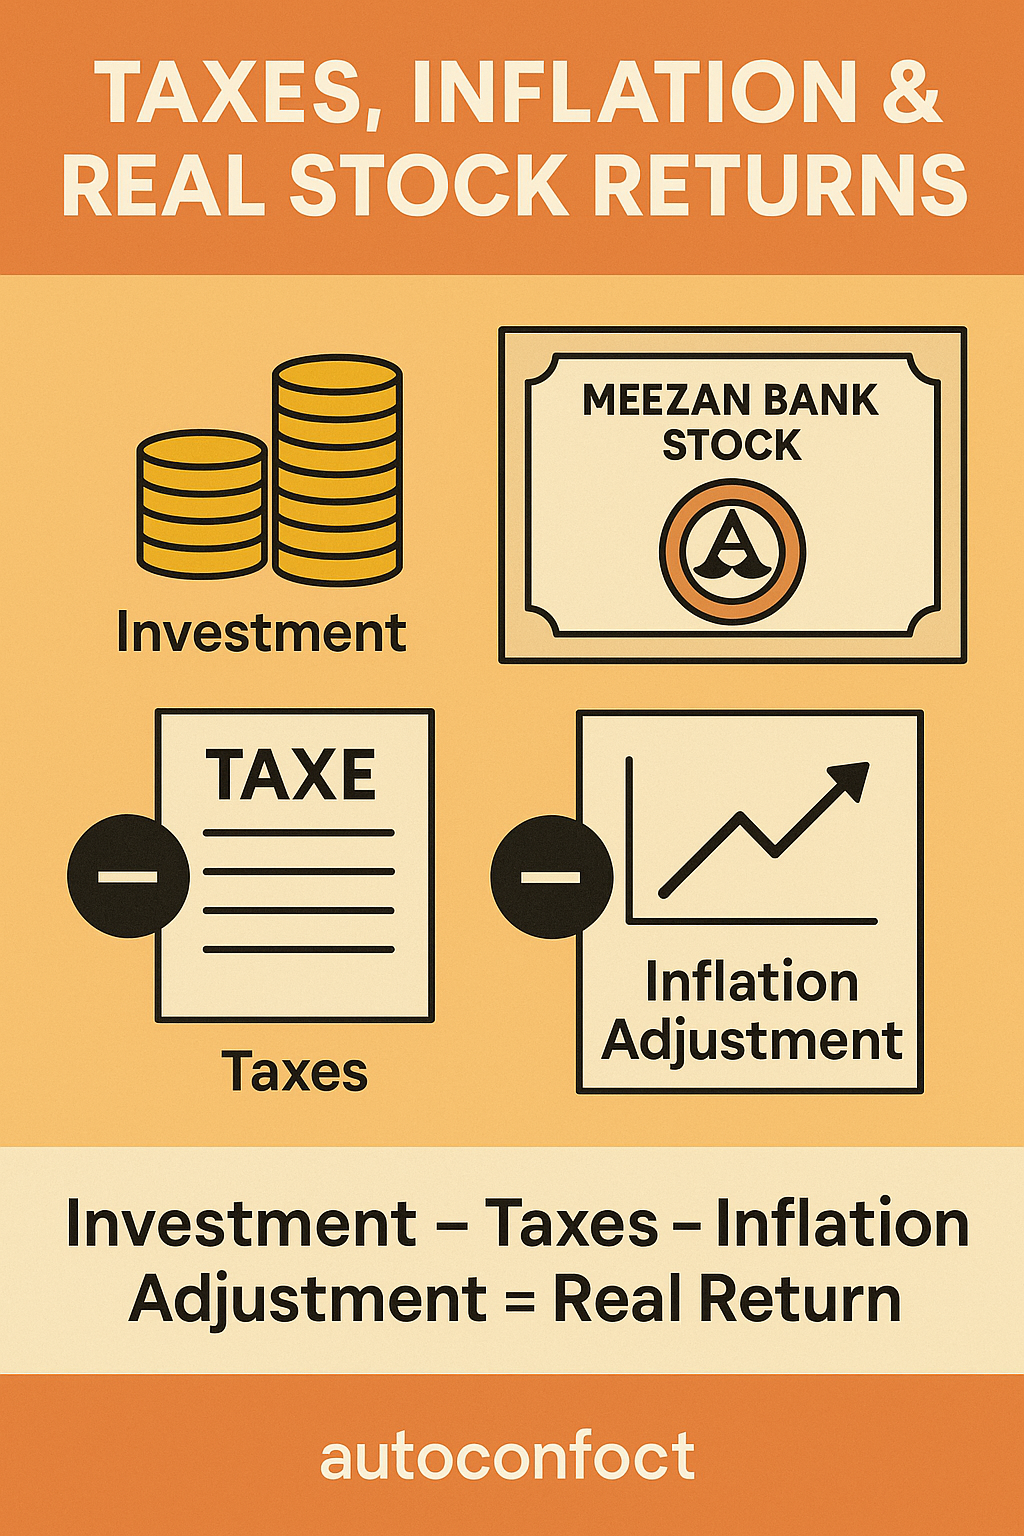 TAXES, INFLATION &
REAL STOCK RETURNS
Investment
MEEZAN BANK
STOCK
A
TAXE
Taxes
Inflation
Adjustment
Investment – Taxes – Inflation
Adjustment = Real Return
autoconfoct